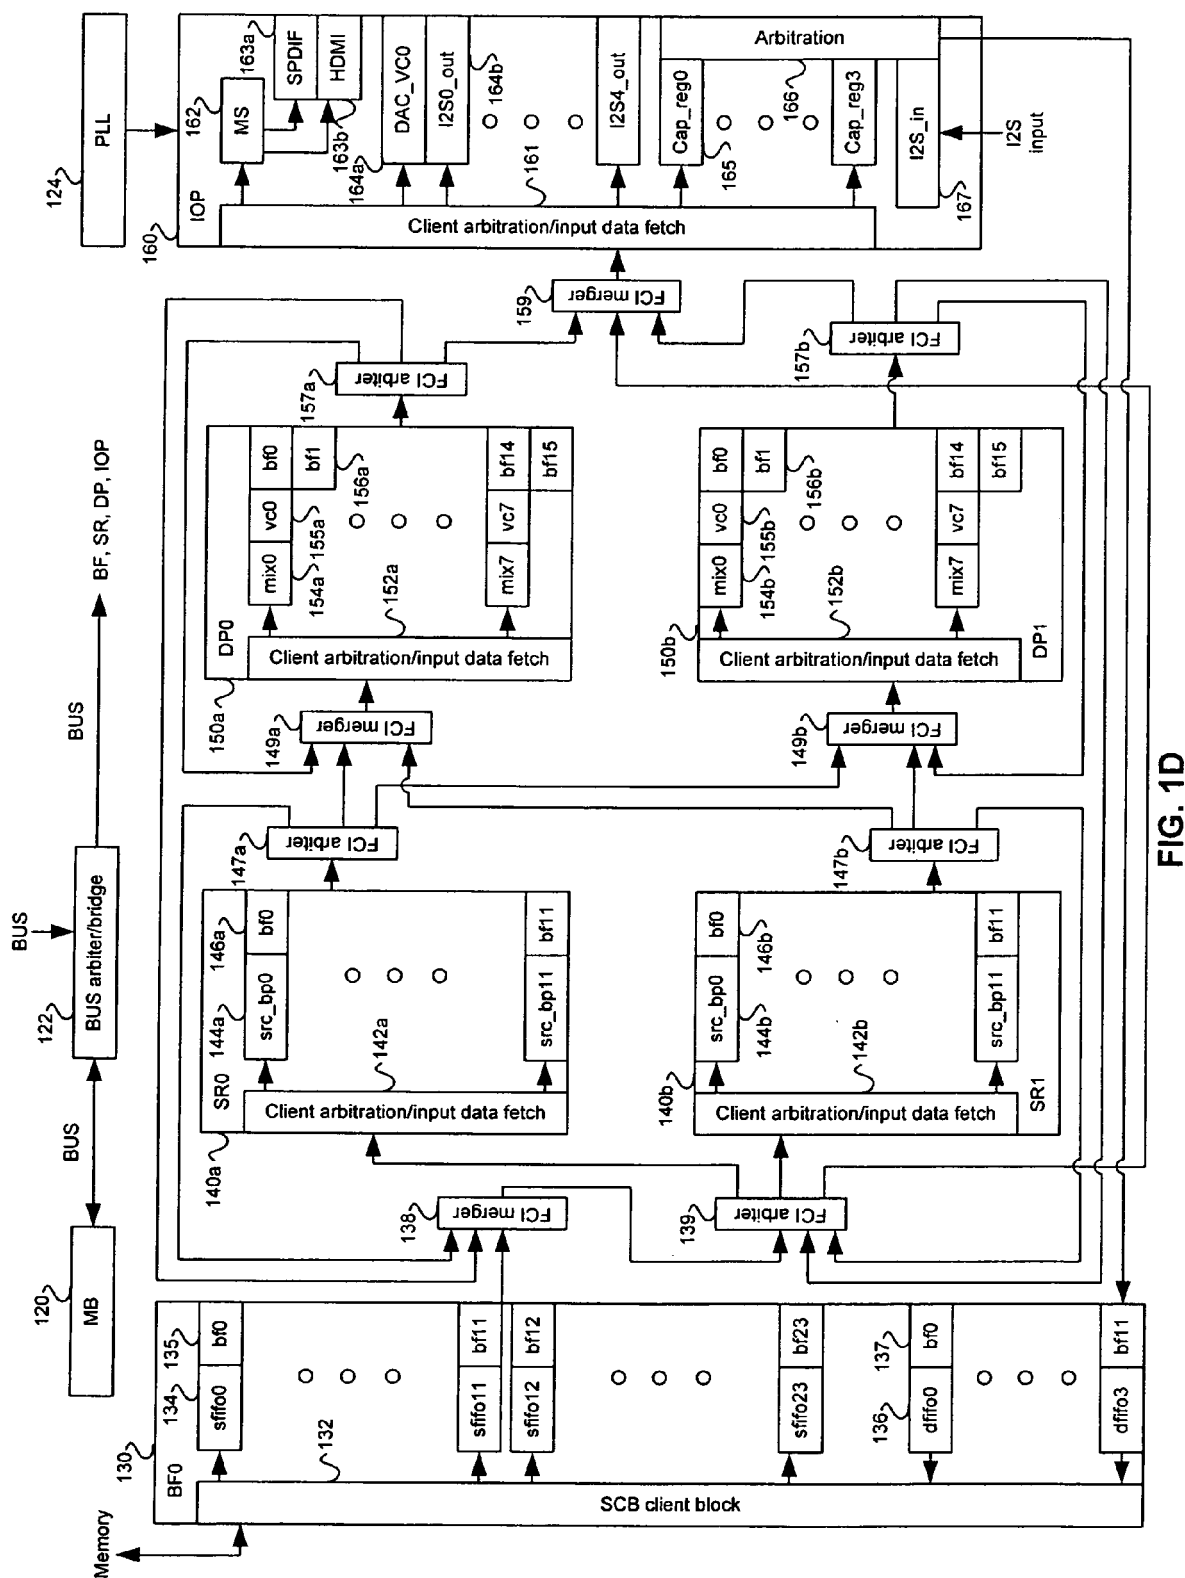 Memory
130
BF0
SCB client block
132
134
135
sfifo0
bf0
sfifo11
bf11
sfifo12
bf12
sfifo23
bf23
136
137
dfifo0
bf0
dfifo3
bf11
120
MB
BUS
122
BUS arbiter/bridge
BUS
BUS
BF, SR, DP, IOP
138
FCI merger
139
FCI arbiter
140a
SR0
Client arbitration/input data fetch
142a
144a
146a
src_bp0
bf0
src_bp11
bf11
147a
FCI arbiter
140b
SR1
Client arbitration/input data fetch
142b
144b
146b
src_bp0
bf0
src_bp11
bf11
147b
FCI arbiter
149a
FCI merger
149b
FCI merger
150a
DP0
Client arbitration/input data fetch
152a
mix0
vc0
bf0
bf1
154a
155a
156a
mix7
vc7
bf14
bf15
157a
FCI arbiter
150b
DP1
Client arbitration/input data fetch
152b
mix0
vc0
bf0
bf1
154b
155b
156b
mix7
vc7
bf14
bf15
157b
FCI arbiter
159
FCI merger
124
PLL
160
IOP
Client arbitration/input data fetch
161
162
MS
163a
SPDIF
HDMI
163b
164a
DAC_VC0
I2S0_out
164b
I2S4_out
Cap_reg0
165
166
Arbitration
Cap_reg3
I2S_in
167
I2S
input
FIG. 1D